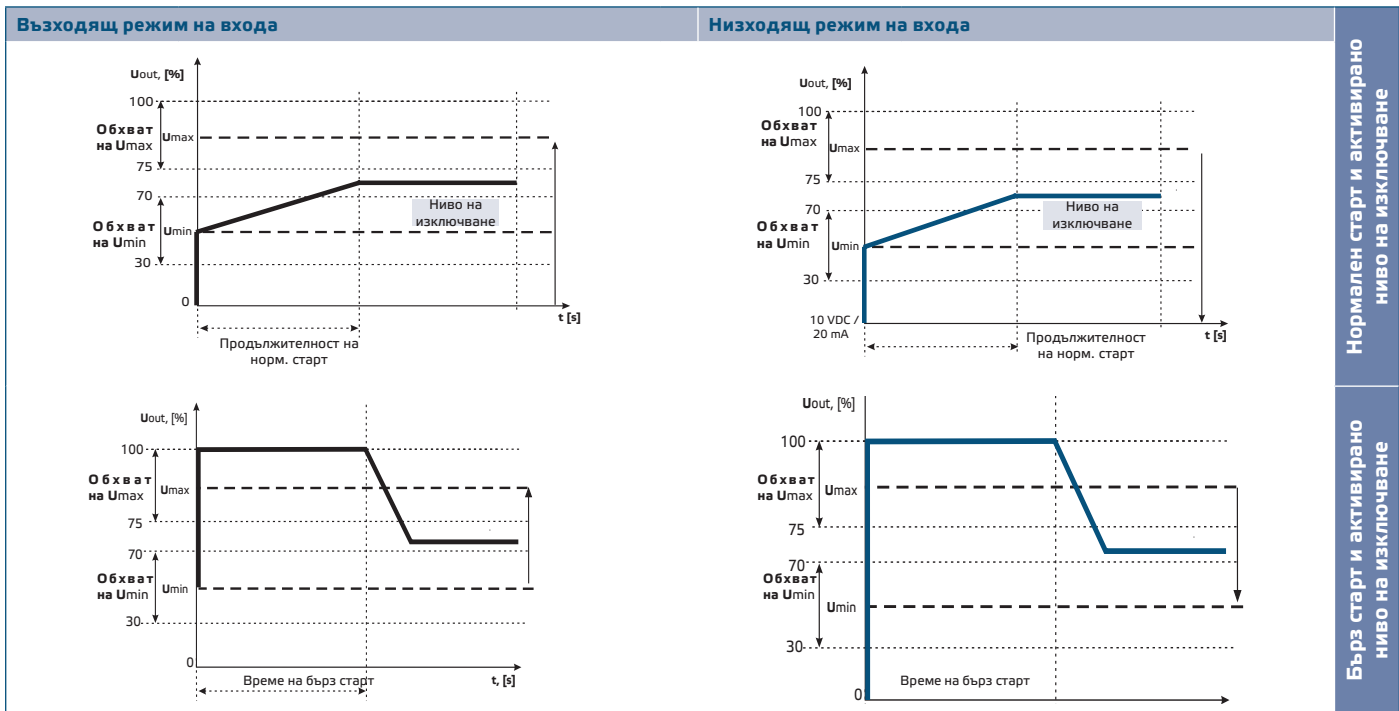 Възходящ режим на входа
Низходящ режим на входа
Нормален старт и активирано
ниво на изключване
Uout, [%]
100
Обхват
на Umax
Umax
75
70
Обхват
на Umin
Umin
30
0
Ниво на
изключване
t [s]
Продължителност на
норм. старт
Uout, [%]
100
Обхват
на Umax
Umax
75
70
Обхват
на Umin
Umin
30
10 VDC /
20 mA
Ниво на
изключване
t [s]
Продължителност
на норм. старт
Бърз старт и активирано
ниво на изключване
Uout, [%]
100
Обхват
на Umax
Umax
75
70
Обхват
на Umin
Umin
30
0
Време на бърз старт
t, [s]
Uout, [%]
100
Обхват
на Umax
Umax
75
70
Обхват
на Umin
Umin
30
0
Време на бърз старт